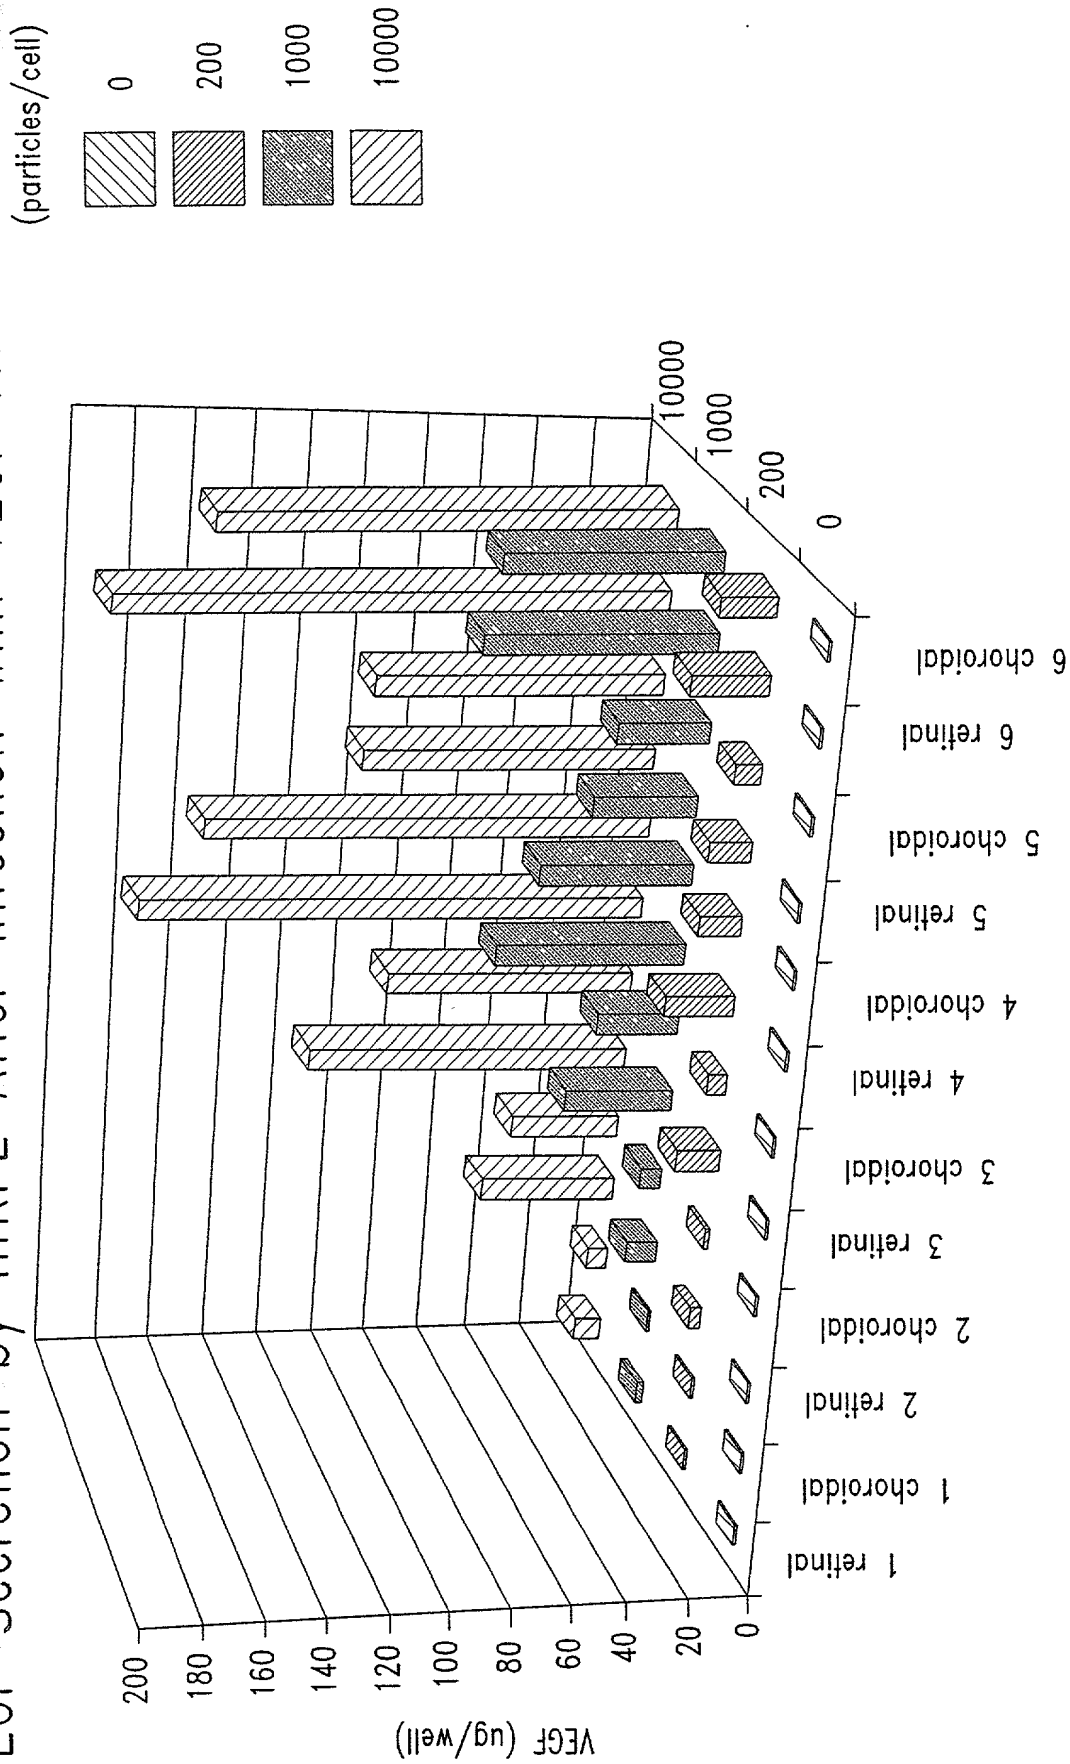 (particles/cell)
0
200
1000
10000
VEGF (ug/well)
200
180
160
140
120
100
80
60
40
20
0
1 retinal
1 choroidal
2 retinal
2 choroidal
3 retinal
3 choroidal
4 retinal
4 choroidal
5 retinal
5 choroidal
6 retinal
6 choroidal
0
200
1000
10000